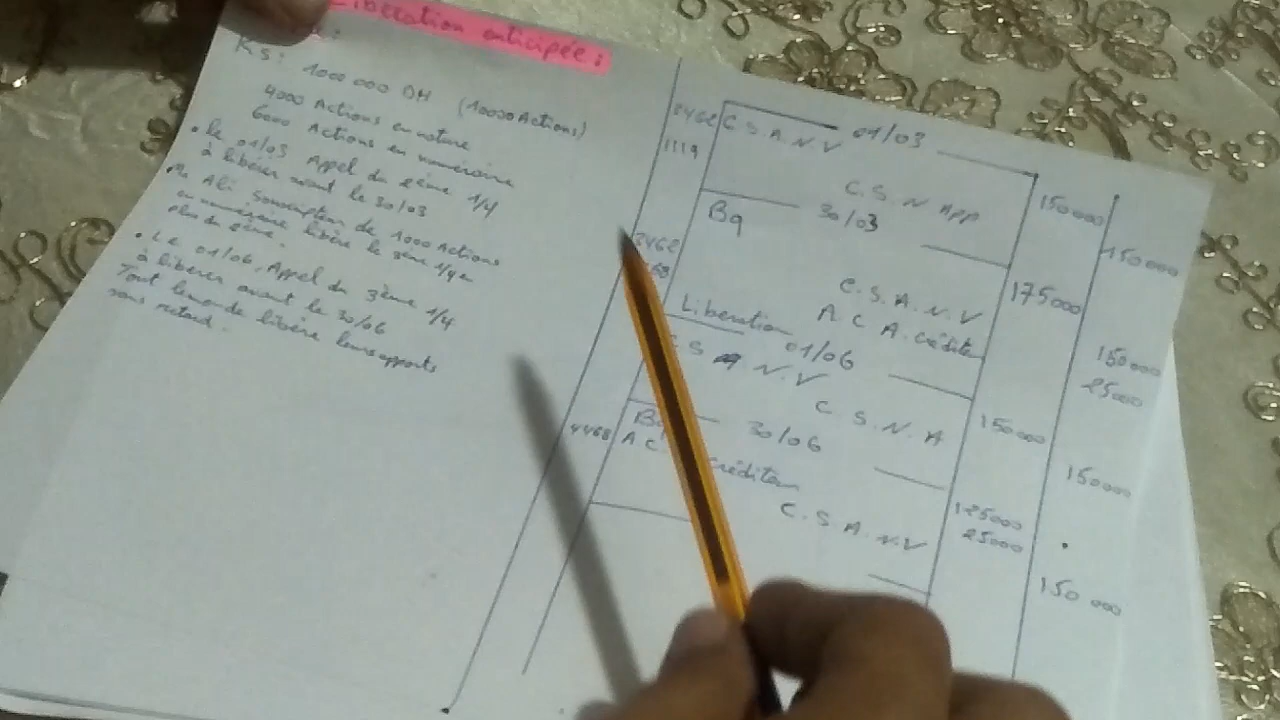 Libération anticipée :
Ks : 1000 000 DH (10000 Actions)
4000 Actions en nature
6000 Actions en numéraire
• le 01/03 Appel du 2ème 1/4
à libérer avant le 30/03
Mr Ali Souscripteur de 1000 Actions
en numéraire libère le 3ème 1/4 en
plus du 2ème.
• Le 01/06, Appel du 3ème 1/4
à libérer avant le 30/06
Tout le monde libère leurs apports
sans retard.
01/03
3462 C.S.A.N.V 150000
1119 C.S.N App 150000
30/03
Bq 175000
3462 C.S.A.N.V 150000
A.C.A.Créditeur 25000
Libération
01/06
C S A N.V 150000
C S.N.A 150000
30/06
125000
4468 A.C. Créditeur 25000
C.S.A.N.V 150 000